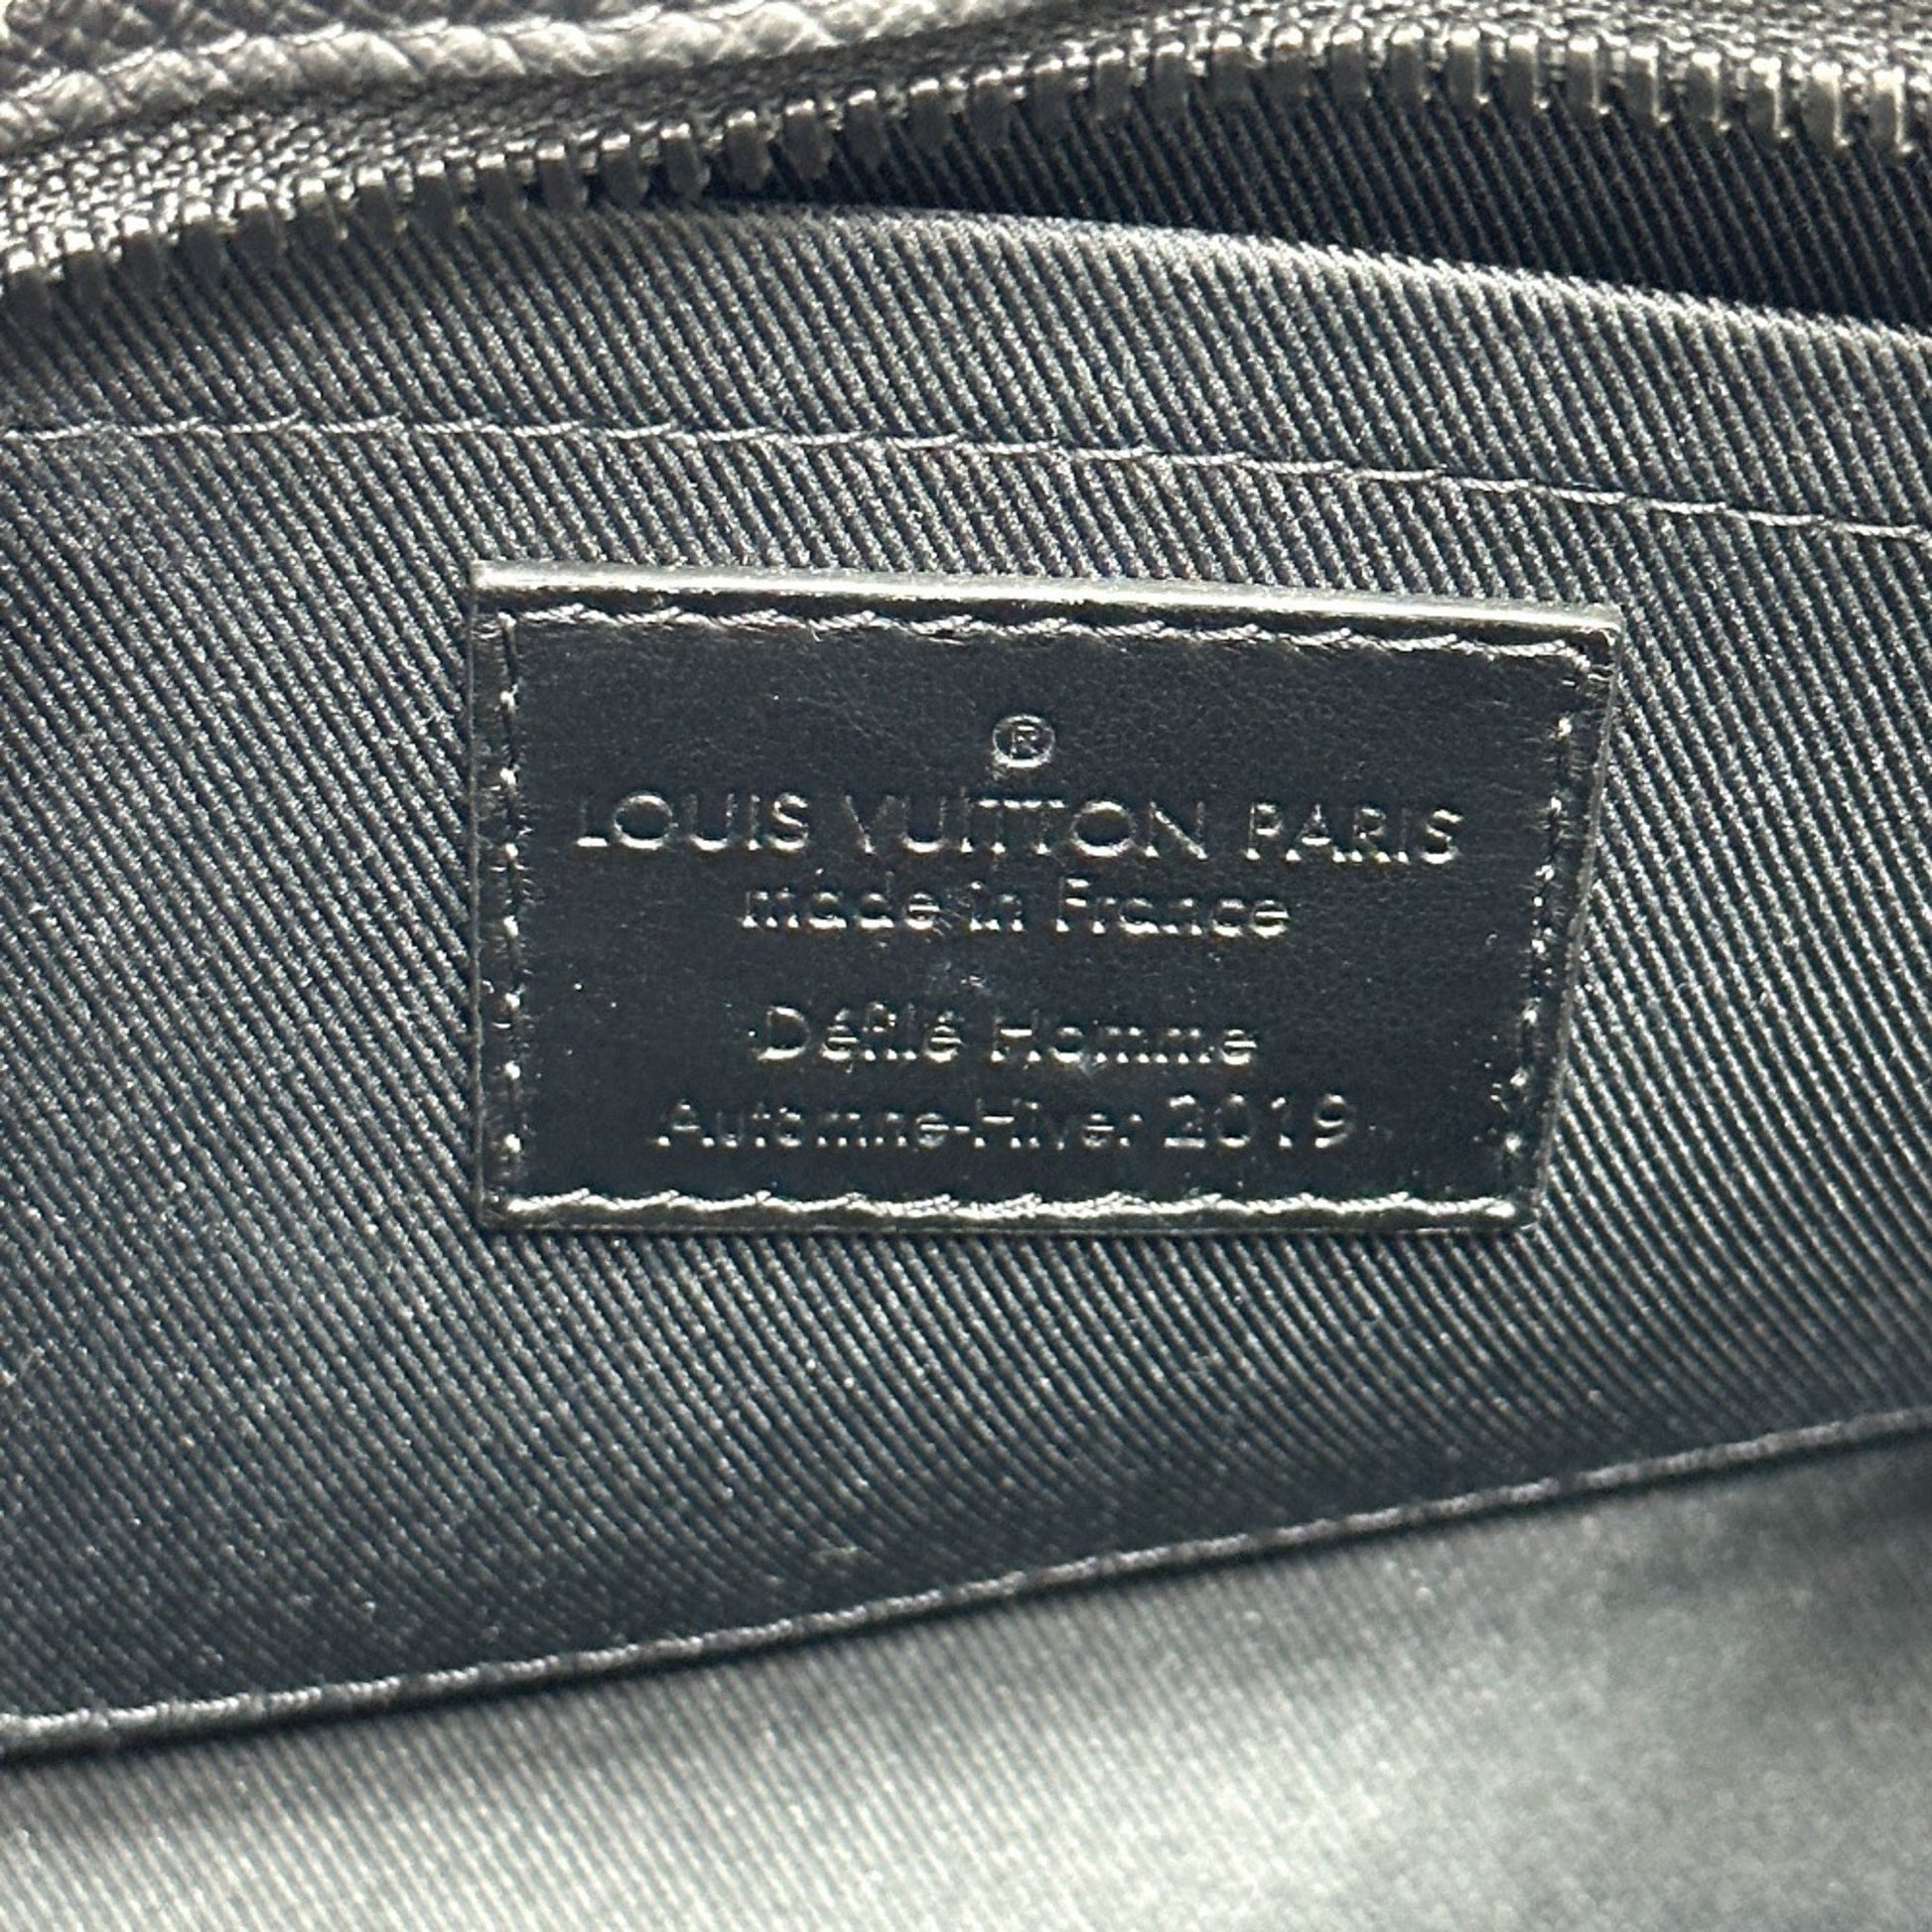 ®
LOUIS VUITTON PARIS
made in France
Défilé Homme
Automne-Hiver 2019